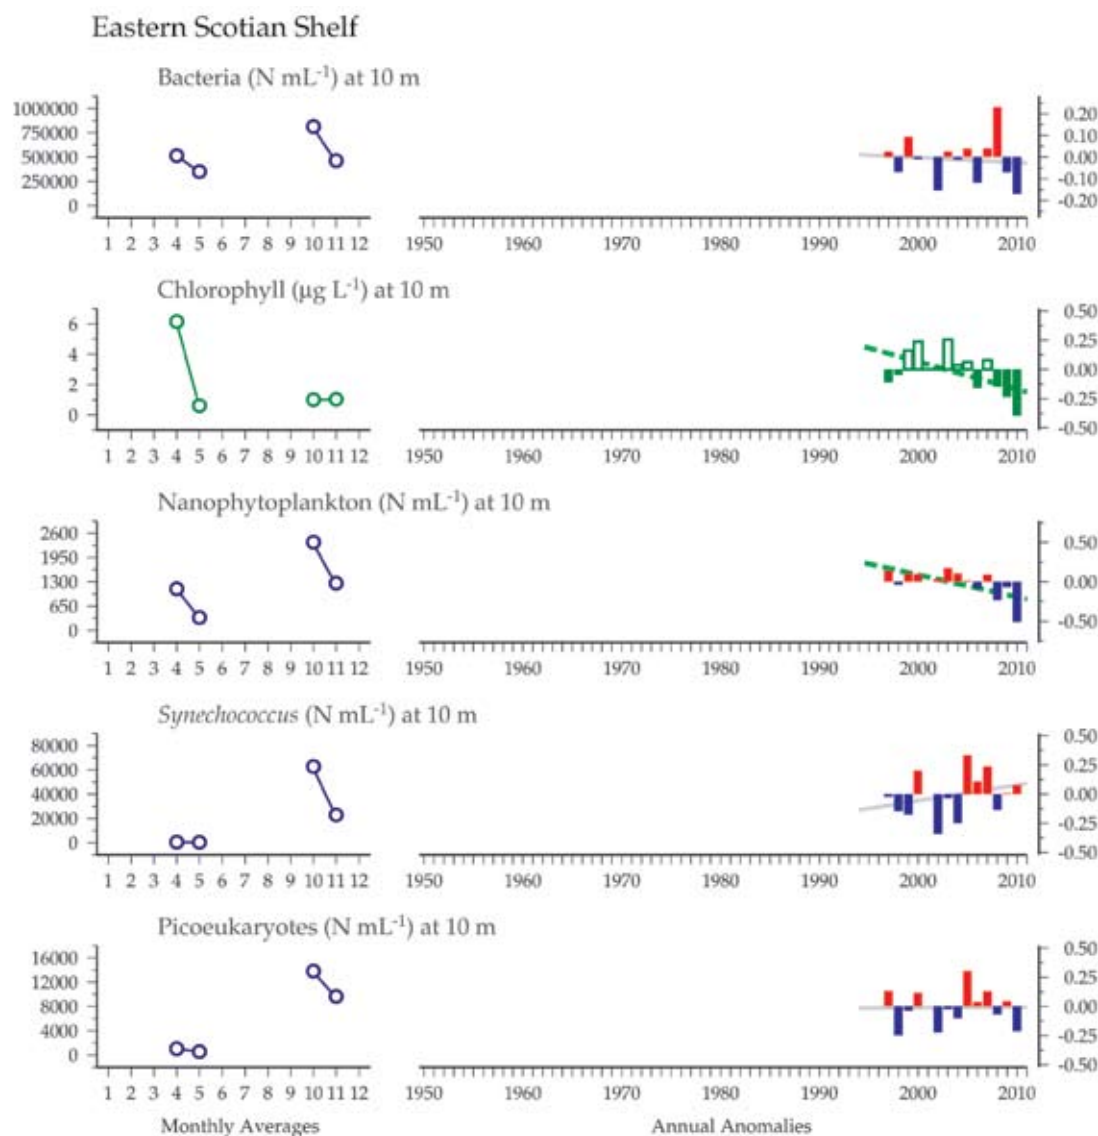 Eastern Scotian Shelf
Bacteria (N mL-1) at 10 m
1000000
750000
500000
250000
0
0.20
0.10
0.00
-0.10
-0.20
1 2 3 4 5 6 7 8 9 10 11 12
1950 1960 1970 1980 1990 2000 2010
Chlorophyll (µg L-1) at 10 m
6
4
2
0
0.50
0.25
0.00
-0.25
-0.50
1 2 3 4 5 6 7 8 9 10 11 12
1950 1960 1970 1980 1990 2000 2010
Nanophytoplankton (N mL-1) at 10 m
2600
1950
1300
650
0
0.50
0.00
-0.50
1 2 3 4 5 6 7 8 9 10 11 12
1950 1960 1970 1980 1990 2000 2010
Synechococcus (N mL-1) at 10 m
80000
60000
40000
20000
0
0.50
0.25
0.00
-0.25
-0.50
1 2 3 4 5 6 7 8 9 10 11 12
1950 1960 1970 1980 1990 2000 2010
Picoeukaryotes (N mL-1) at 10 m
16000
12000
8000
4000
0
0.50
0.25
0.00
-0.25
-0.50
1 2 3 4 5 6 7 8 9 10 11 12
1950 1960 1970 1980 1990 2000 2010
Monthly Averages
Annual Anomalies